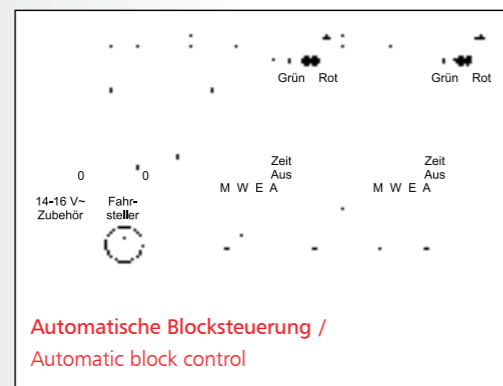 Grün Rot
Grün Rot
Zeit
Aus
M W E A
Zeit
Aus
M W E A
0
0
14-16 V~
Zubehör
Fahr-
steller
Automatische Blocksteuerung /
Automatic block control